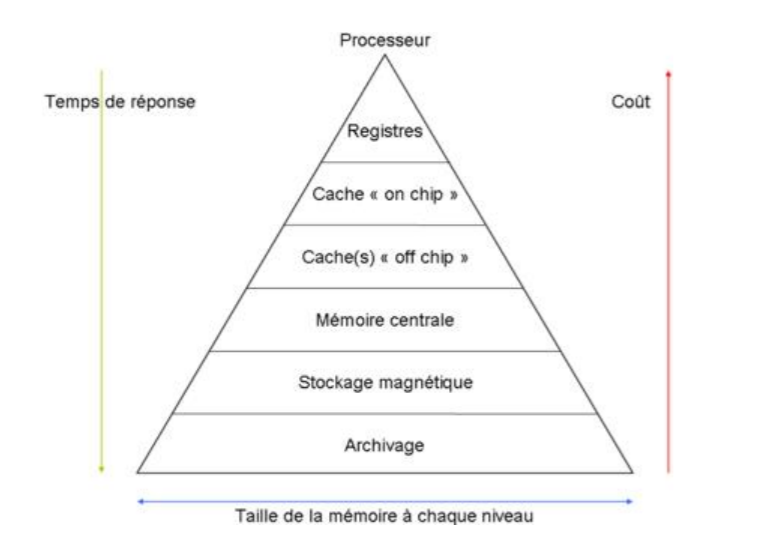 Processeur
Temps de réponse
Coût
Registres
Cache « on chip »
Cache(s) « off chip »
Mémoire centrale
Stockage magnétique
Archivage
Taille de la mémoire à chaque niveau